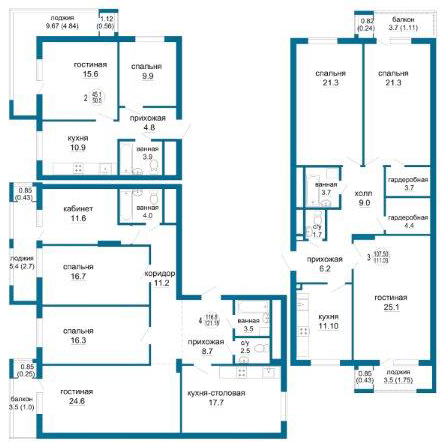 лоджия
9.67 (4.84)
1.12
(0.56)
гостиная
15.6
спальня
9.9
2
45.1
50.5
прихожая
4.8
кухня
10.9
ванная
3.9
0.85
(0.43)
кабинет
11.6
ванная
4.0
лоджия
5.4 (2.7)
спальня
16.7
коридор
11.2
спальня
16.3
4
116.8
121.18
прихожая
8.7
ванная
3.5
с/у
2.5
0.85
(0.25)
балкон
3.5 (1.0)
гостиная
24.6
кухня-столовая
17.7
0.82
(0.24)
балкон
3.7 (1.11)
спальня
21.3
спальня
21.3
ванная
3.7
холл
9.0
гардеробная
3.7
с/у
1.7
гардеробная
4.4
прихожая
6.2
3
107.50
111.03
кухня
11.10
гостиная
25.1
0.85
(0.43)
лоджия
3.5 (1.75)